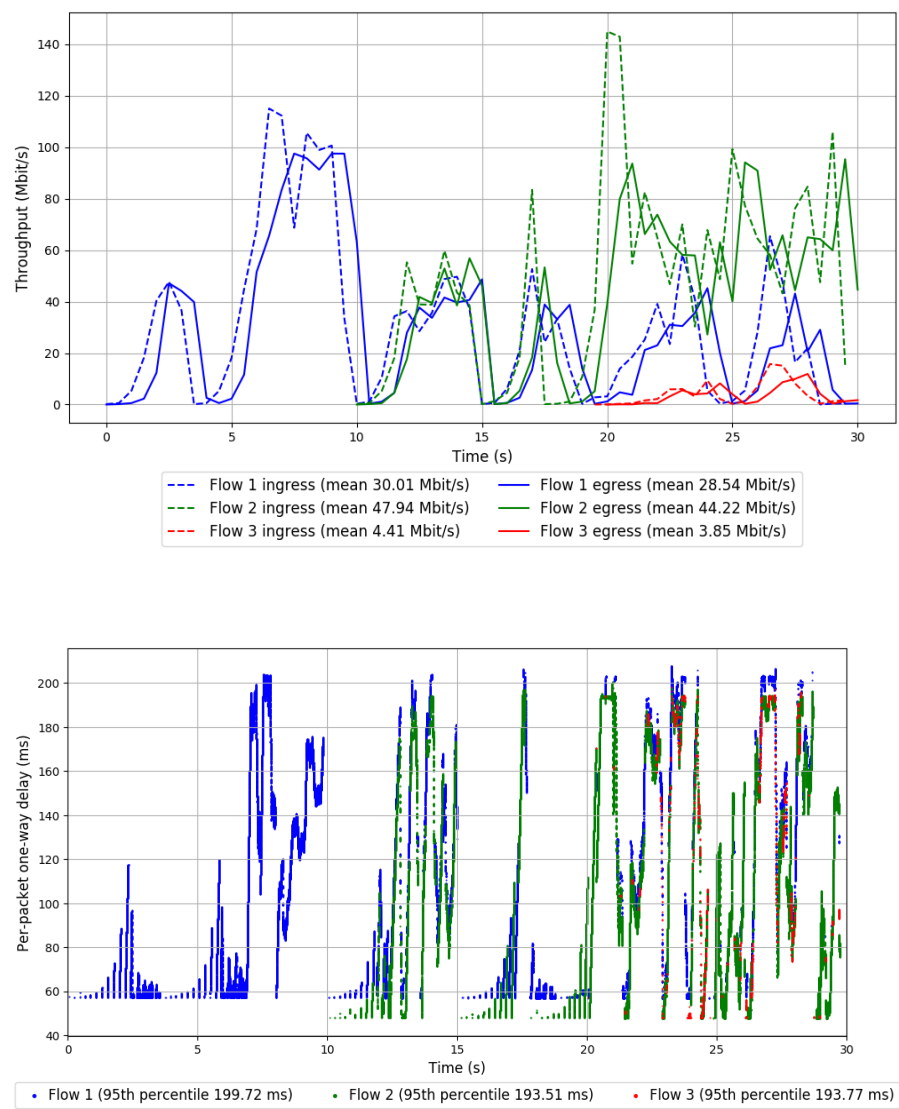 140
120
100
80
60
40
20
0
Throughput (Mbit/s)
0 5 10 15 20 25 30
Time (s)
Flow 1 ingress (mean 30.01 Mbit/s) Flow 1 egress (mean 28.54 Mbit/s)
Flow 2 ingress (mean 47.94 Mbit/s) Flow 2 egress (mean 44.22 Mbit/s)
Flow 3 ingress (mean 4.41 Mbit/s) Flow 3 egress (mean 3.85 Mbit/s)
200
180
160
140
120
100
80
60
40
Per-packet one-way delay (ms)
0 5 10 15 20 25 30
Time (s)
Flow 1 (95th percentile 199.72 ms) Flow 2 (95th percentile 193.51 ms) Flow 3 (95th percentile 193.77 ms)